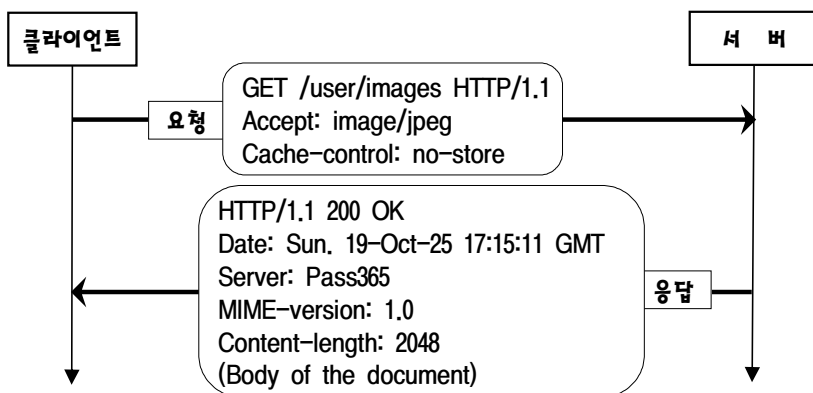 클라이언트
서 버
GET /user/images HTTP/1.1
요청
Accept: image/jpeg
Cache-control: no-store
HTTP/1.1 200 OK
Date: Sun. 19-Oct-25 17:15:11 GMT
Server: Pass365
응답
MIME-version: 1.0
Content-length: 2048
(Body of the document)